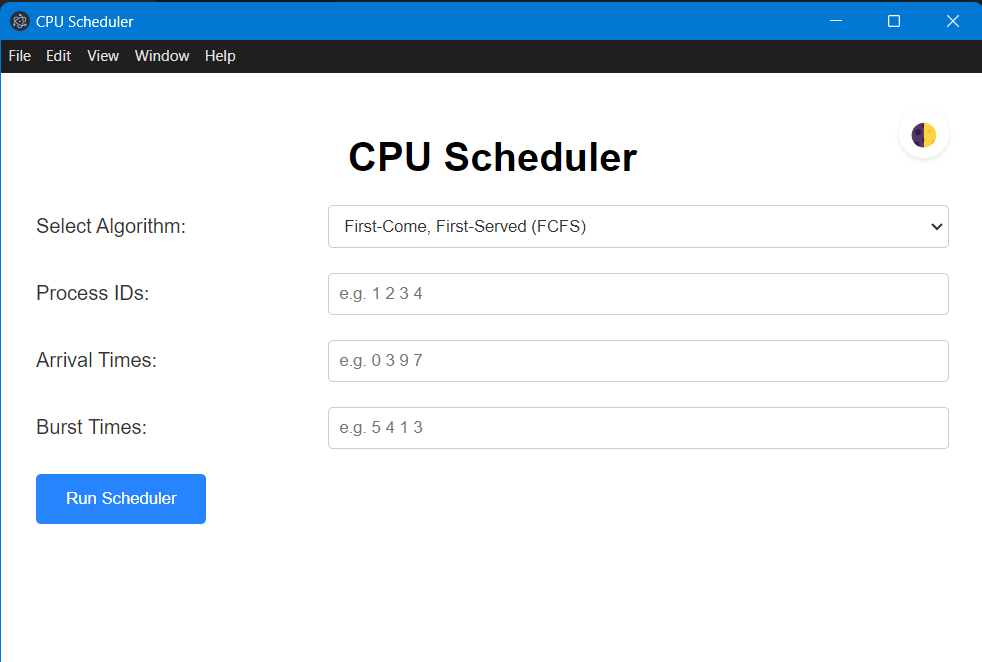 CPU Scheduler
File Edit View Window Help
CPU Scheduler
Select Algorithm: First-Come, First-Served (FCFS)
Process IDs: e.g. 1 2 3 4
Arrival Times: e.g. 0 3 9 7
Burst Times: e.g. 5 4 1 3
Run Scheduler